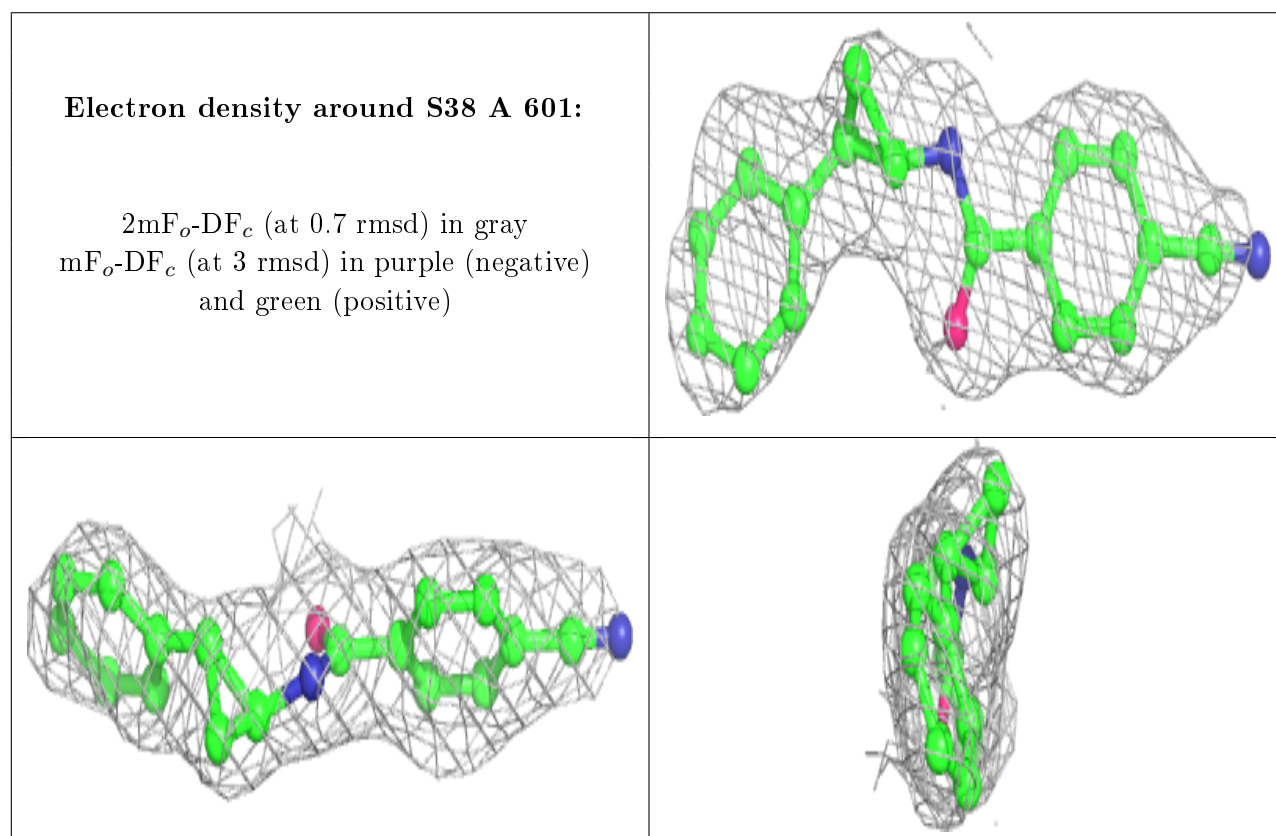 Electron density around S38 A 601:
2mFₒ-DF𝒸 (at 0.7 rmsd) in gray
mFₒ-DF𝒸 (at 3 rmsd) in purple (negative)
and green (positive)